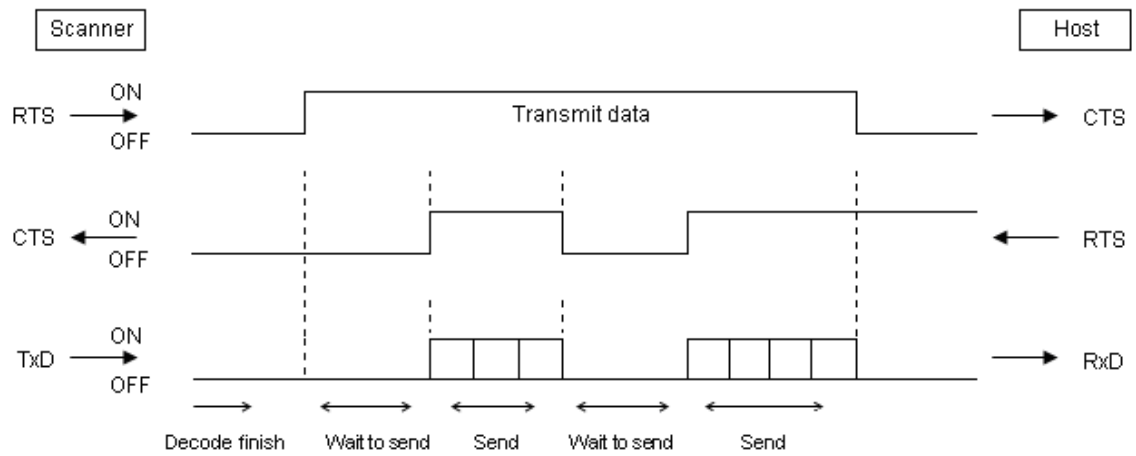 Scanner
Host
ON
RTS
Transmit data
CTS
OFF
ON
CTS
RTS
OFF
ON
TxD
RxD
OFF
Decode finish Wait to send Send Wait to send Send